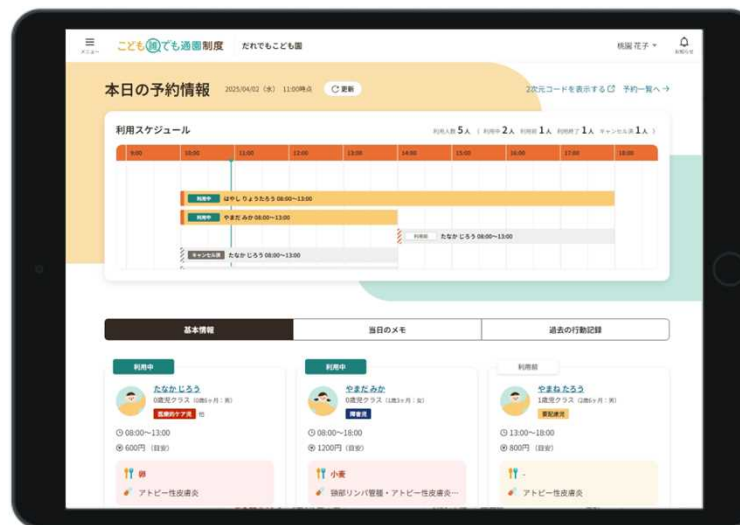 メニュー
こども誰でも通園制度
だれでもこども園
桃園 花子
お知らせ
本日の予約情報
2025/04/02（水） 11:00時点
更新
2次元コードを表示する
予約一覧へ→
利用スケジュール
利用人数 5人 （ 利用中 2人 利用前 1人 利用終了 1人 キャンセル済 1人 ）
9:00 10:00 11:00 12:00 13:00 14:00 15:00 16:00 17:00 18:00
利用中 はやし りょうたろう 08:00〜13:00
利用中 やまだ みか 08:00〜13:00
利用前 たなか じろう 08:00〜13:00
キャンセル済 たなか じろう 08:00〜13:00
基本情報
当日のメモ
過去の行動記録
利用中
たなか じろう
0歳児クラス
医療的ケア児 他
08:00〜13:00
600円 （目安）
卵
アトピー性皮膚炎
利用中
やまだ みか
0歳児クラス
障害児
08:00〜18:00
1200円 （目安）
小麦
頸部リンパ管腫・アトピー性皮膚炎…
利用前
やまね たろう
1歳児クラス
要配慮児
13:00〜18:00
800円 （目安）
-
アトピー性皮膚炎